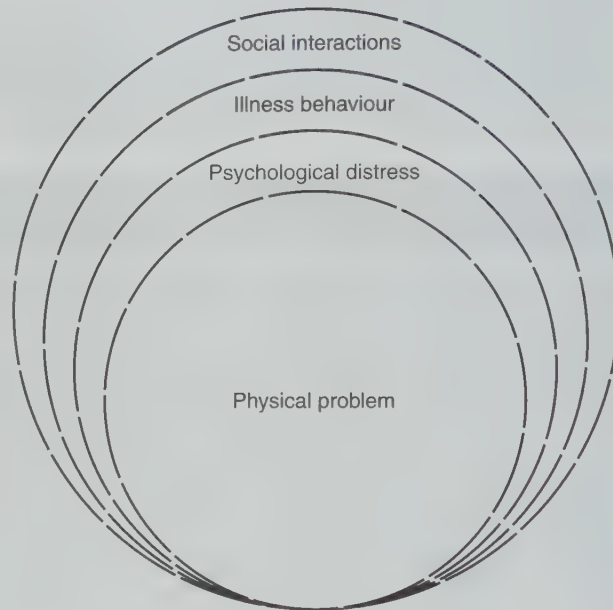 Social interactions
Illness behaviour
Psychological distress
Physical problem